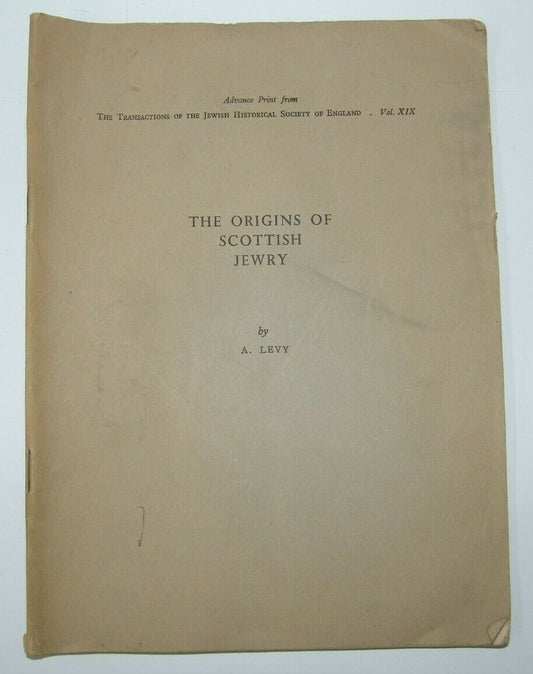 Advance Print from
THE TRANSACTIONS OF THE JEWISH HISTORICAL SOCIETY OF ENGLAND . Vol. XIX
THE ORIGINS OF
SCOTTISH
JEWRY
by
A. LEVY